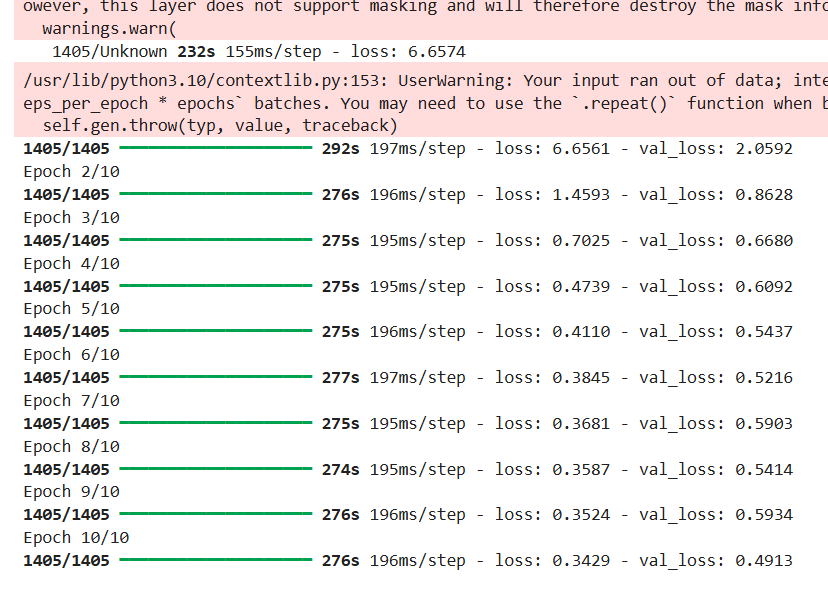 owever, this layer does not support masking and will therefore destroy the mask info
warnings.warn(
1405/Unknown 232s 155ms/step - loss: 6.6574
/usr/lib/python3.10/contextlib.py:153: UserWarning: Your input ran out of data; inte
eps_per_epoch * epochs` batches. You may need to use the `.repeat()` function when b
self.gen.throw(typ, value, traceback)
1405/1405 ━━━━━━━━━━━━━━━━━━━━ 292s 197ms/step - loss: 6.6561 - val_loss: 2.0592
Epoch 2/10
1405/1405 ━━━━━━━━━━━━━━━━━━━━ 276s 196ms/step - loss: 1.4593 - val_loss: 0.8628
Epoch 3/10
1405/1405 ━━━━━━━━━━━━━━━━━━━━ 275s 195ms/step - loss: 0.7025 - val_loss: 0.6680
Epoch 4/10
1405/1405 ━━━━━━━━━━━━━━━━━━━━ 275s 195ms/step - loss: 0.4739 - val_loss: 0.6092
Epoch 5/10
1405/1405 ━━━━━━━━━━━━━━━━━━━━ 275s 196ms/step - loss: 0.4110 - val_loss: 0.5437
Epoch 6/10
1405/1405 ━━━━━━━━━━━━━━━━━━━━ 277s 197ms/step - loss: 0.3845 - val_loss: 0.5216
Epoch 7/10
1405/1405 ━━━━━━━━━━━━━━━━━━━━ 275s 195ms/step - loss: 0.3681 - val_loss: 0.5903
Epoch 8/10
1405/1405 ━━━━━━━━━━━━━━━━━━━━ 274s 195ms/step - loss: 0.3587 - val_loss: 0.5414
Epoch 9/10
1405/1405 ━━━━━━━━━━━━━━━━━━━━ 276s 196ms/step - loss: 0.3524 - val_loss: 0.5934
Epoch 10/10
1405/1405 ━━━━━━━━━━━━━━━━━━━━ 276s 196ms/step - loss: 0.3429 - val_loss: 0.4913